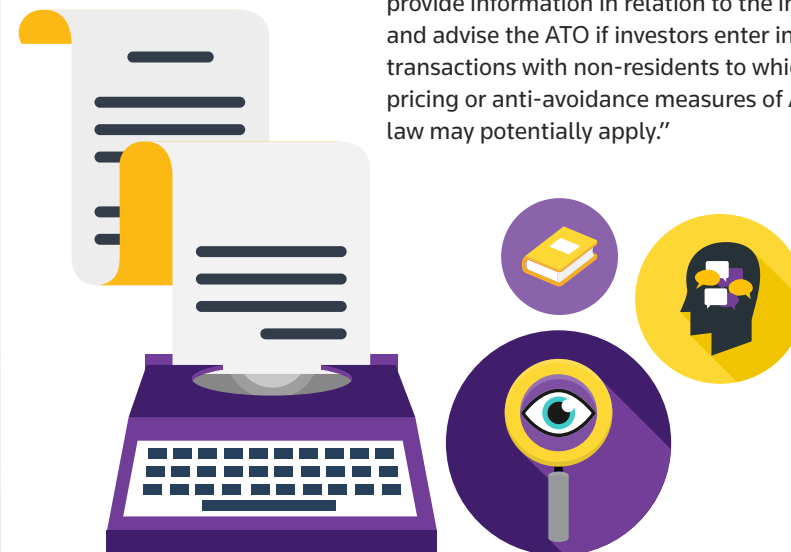 provide information in relation to the i
and advise the ATO if investors enter in
transactions with non-residents to whic
pricing or anti-avoidance measures of A
law may potentially apply.”